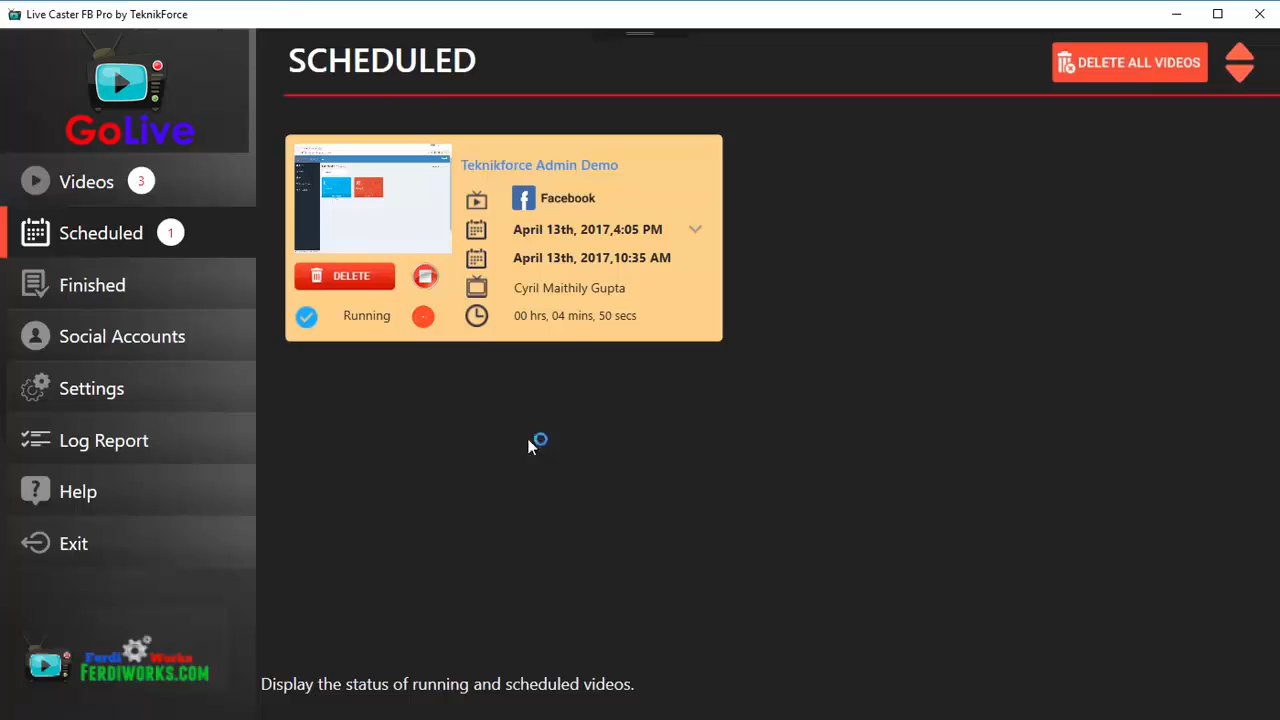 Live Caster FB Pro by TeknikForce
GoLive
Videos 3
Scheduled 1
Finished
Social Accounts
Settings
Log Report
Help
Exit
Ferdi Works
FERDIWORKS.COM
SCHEDULED
DELETE ALL VIDEOS
Teknikforce Admin Demo
Facebook
April 13th, 2017,4:05 PM
April 13th, 2017,10:35 AM
Cyril Maithily Gupta
00 hrs, 04 mins, 50 secs
DELETE
Running
Display the status of running and scheduled videos.